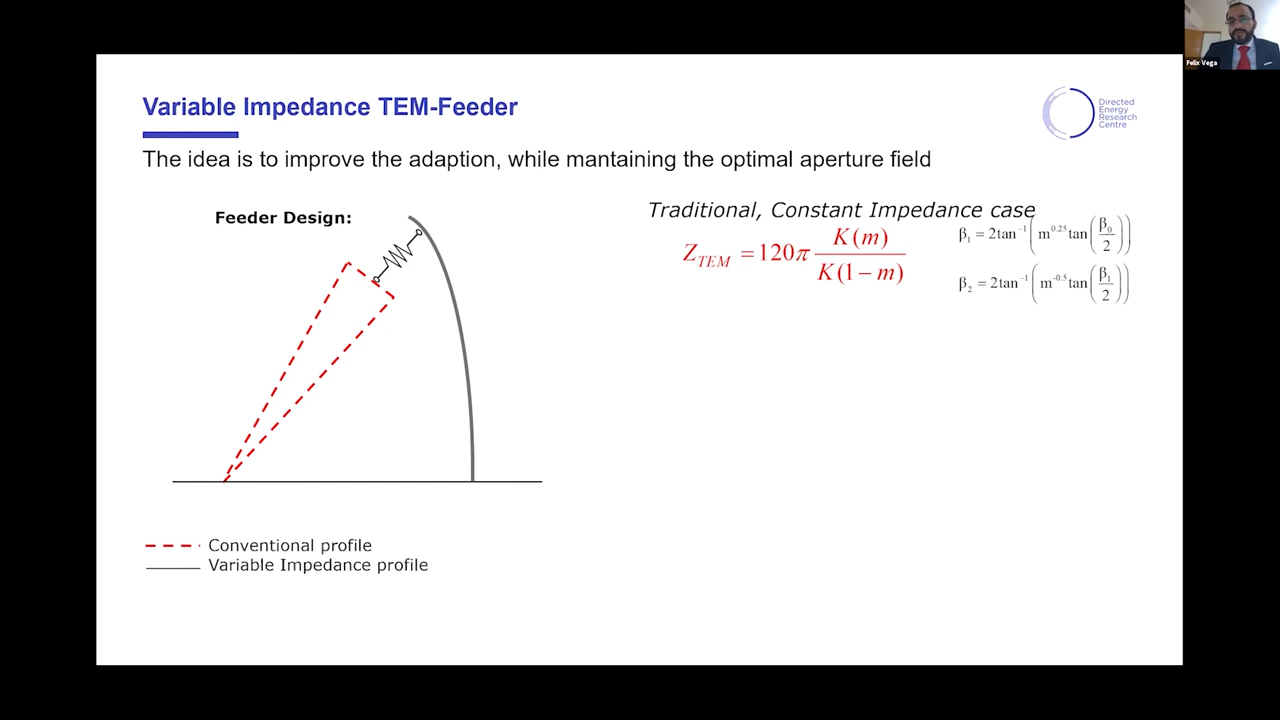 Felix Vega
Variable Impedance TEM-Feeder
Directed
Energy
Research
Centre
The idea is to improve the adaption, while mantaining the optimal aperture field
Feeder Design:
Traditional, Constant Impedance case
Z_TEM = 120π K(m) / K(1 − m)
β₁ = 2tan⁻¹ ( m^0.25 tan ( β₀ / 2 ) )
β₂ = 2tan⁻¹ ( m^-0.5 tan ( β₁ / 2 ) )
Conventional profile
Variable Impedance profile